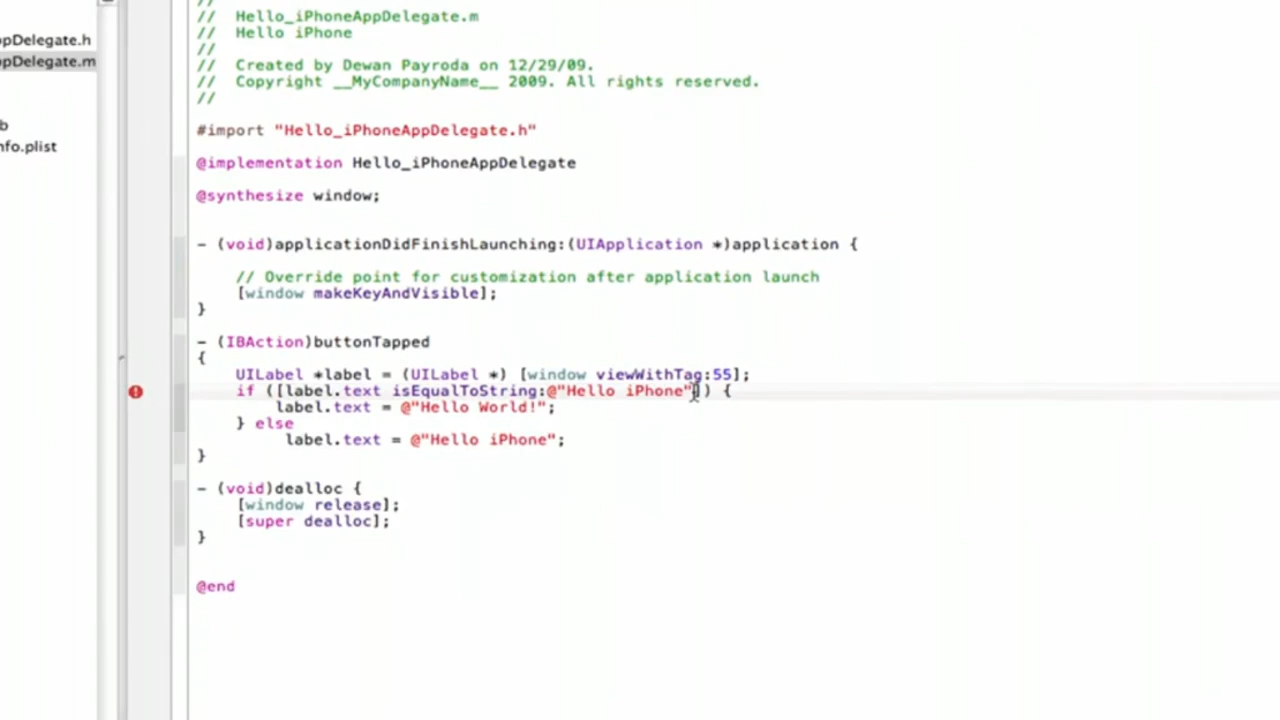 //
// Hello_iPhoneAppDelegate.m
// Hello iPhone
//
// Created by Dewan Payroda on 12/29/09.
// Copyright __MyCompanyName__ 2009. All rights reserved.
//
#import "Hello_iPhoneAppDelegate.h"
@implementation Hello_iPhoneAppDelegate
@synthesize window;
- (void)applicationDidFinishLaunching:(UIApplication *)application {
// Override point for customization after application launch
[window makeKeyAndVisible];
}
- (IBAction)buttonTapped
{
UILabel *label = (UILabel *) [window viewWithTag:55];
if ([label.text isEqualToString:@"Hello iPhone"]) {
label.text = @"Hello World!";
} else
label.text = @"Hello iPhone";
}
- (void)dealloc {
[window release];
[super dealloc];
}
@end
ppDelegate.h
ppDelegate.m
b
nfo.plist